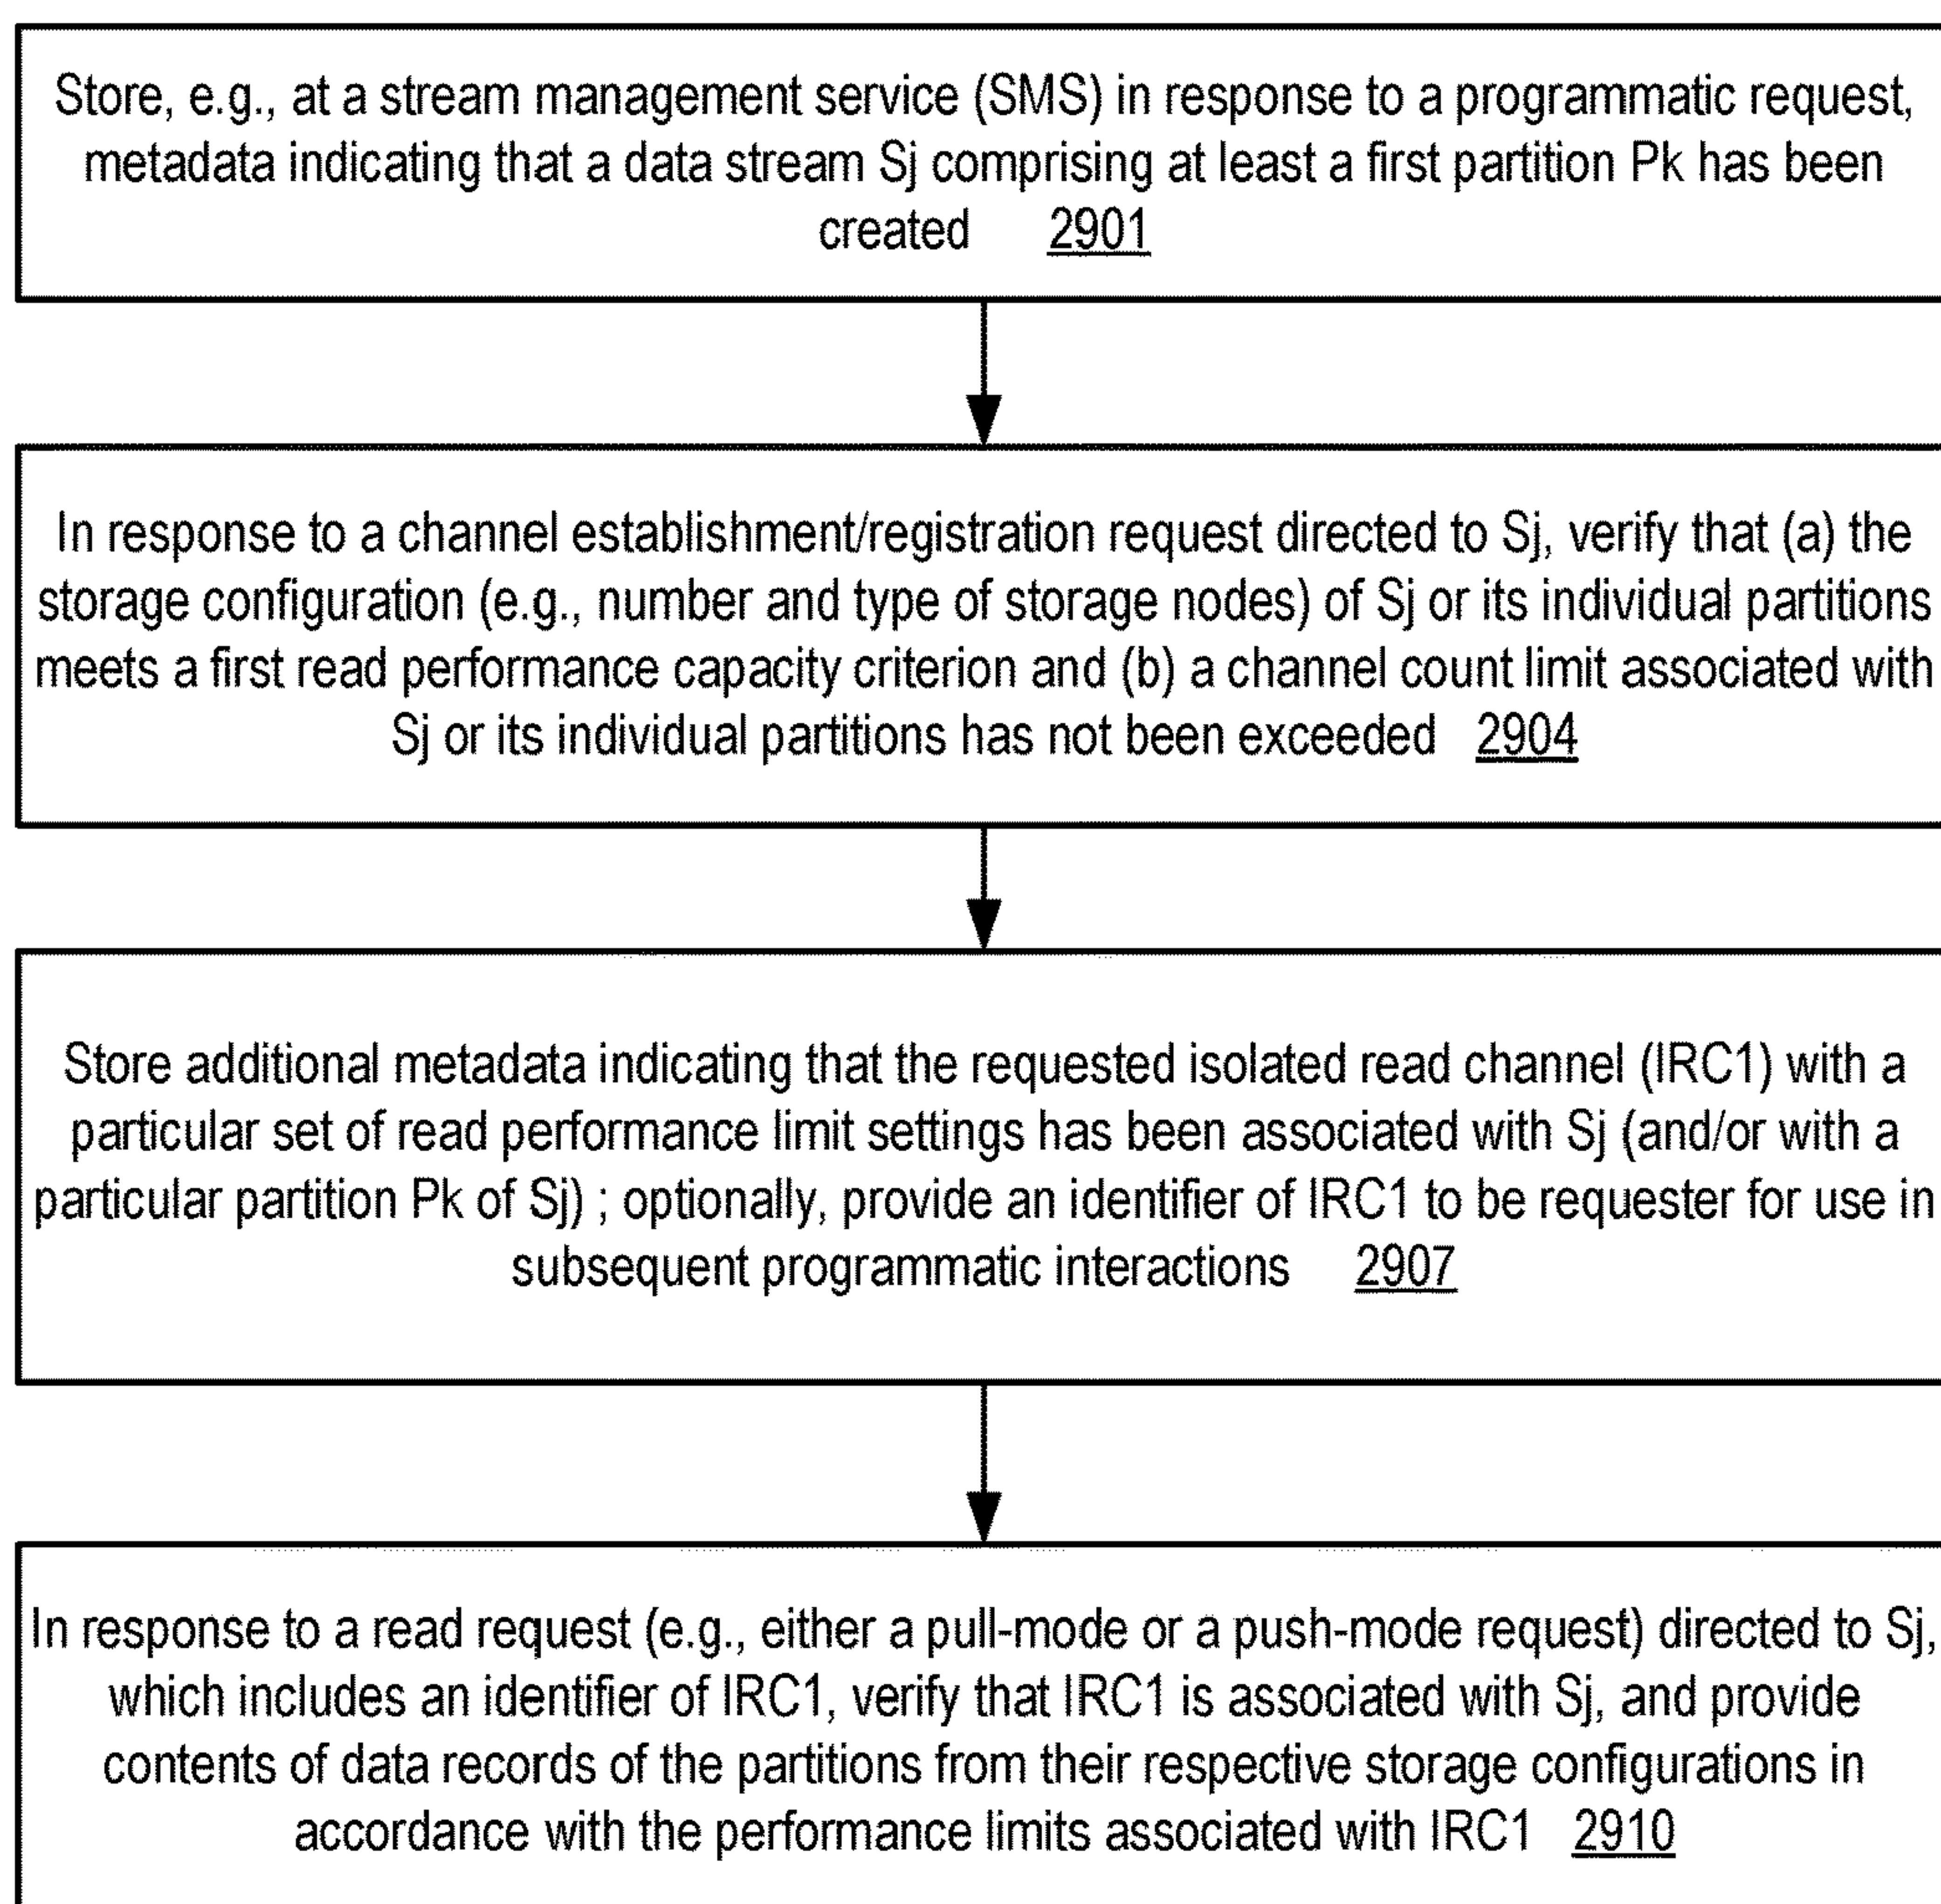 Store, e.g., at a stream management service (SMS) in response to a programmatic request,
metadata indicating that a data stream Sj comprising at least a first partition Pk has been
created 2901
In response to a channel establishment/registration request directed to Sj, verify that (a) the
storage configuration (e.g., number and type of storage nodes) of Sj or its individual partitions
meets a first read performance capacity criterion and (b) a channel count limit associated with
Sj or its individual partitions has not been exceeded 2904
Store additional metadata indicating that the requested isolated read channel (IRC1) with a
particular set of read performance limit settings has been associated with Sj (and/or with a
particular partition Pk of Sj) ; optionally, provide an identifier of IRC1 to be requester for use in
subsequent programmatic interactions 2907
In response to a read request (e.g., either a pull-mode or a push-mode request) directed to Sj,
which includes an identifier of IRC1, verify that IRC1 is associated with Sj, and provide
contents of data records of the partitions from their respective storage configurations in
accordance with the performance limits associated with IRC1 2910